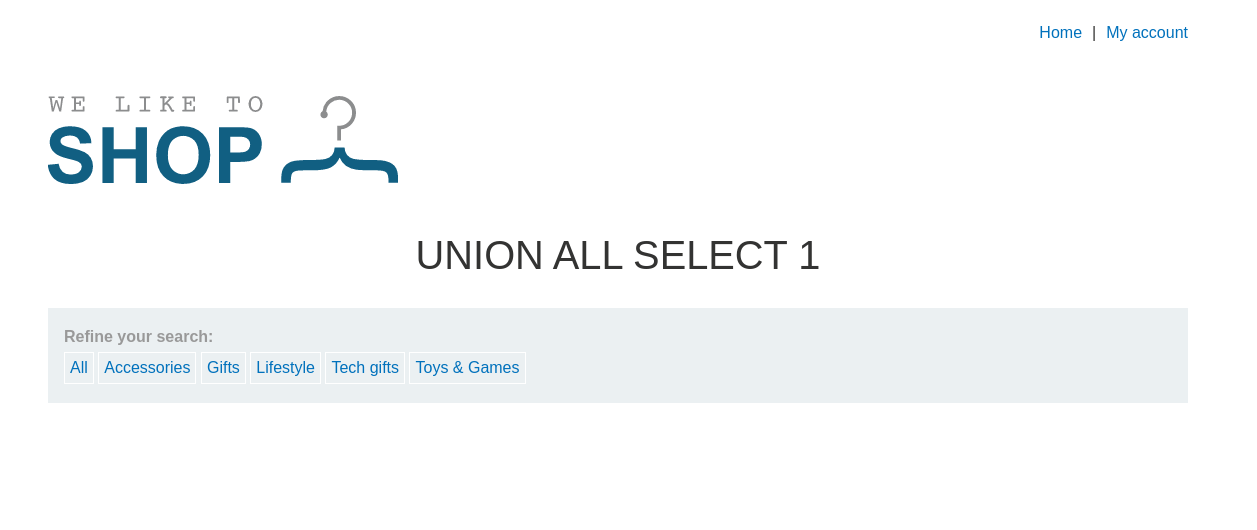 Home | My account
WE LIKE TO
SHOP
UNION ALL SELECT 1
Refine your search:
All Accessories Gifts Lifestyle Tech gifts Toys & Games